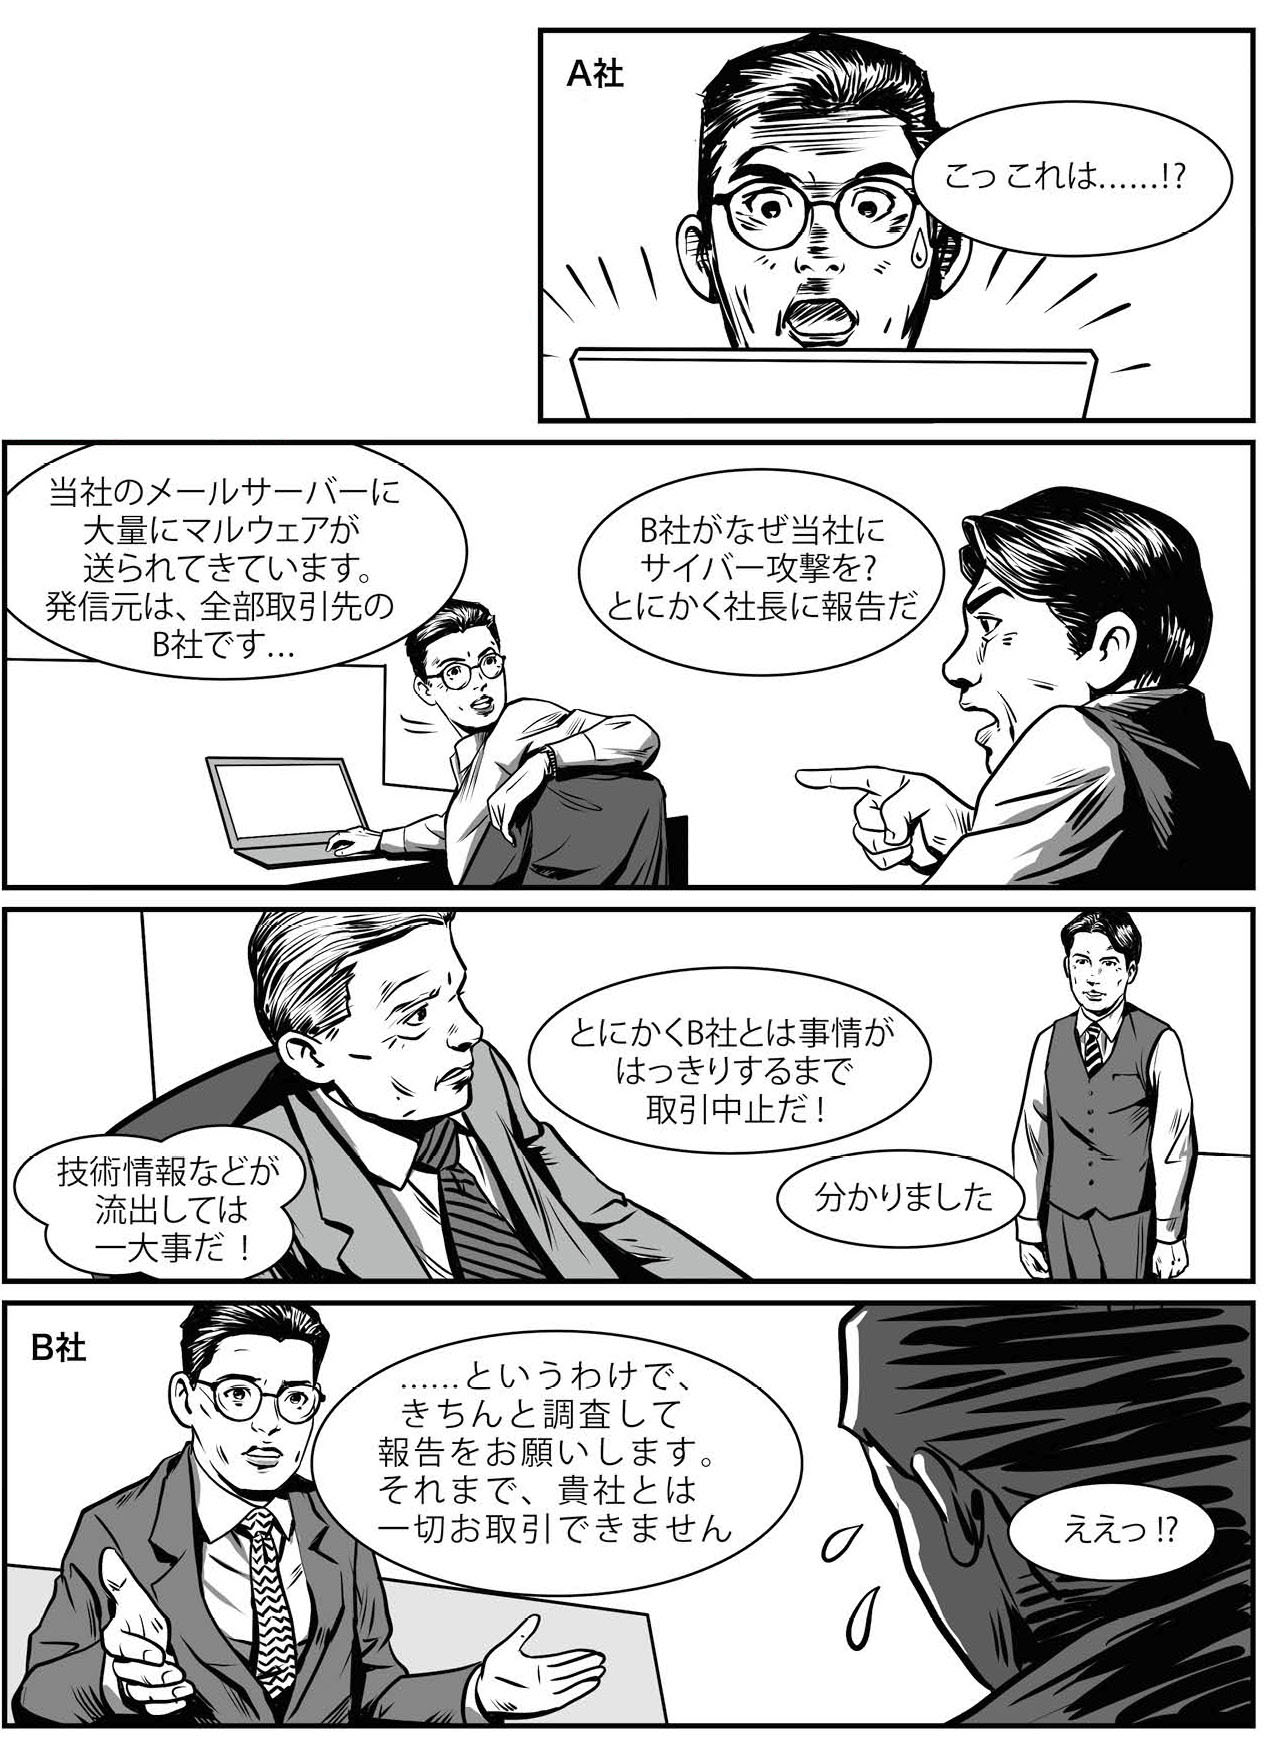 A社
こっ これは……!?
B社がなぜ当社に
サイバー攻撃を?
とにかく社長に報告だ
当社のメールサーバーに
大量にマルウェアが
送られてきています。
発信元は、全部取引先の
B社です…
とにかくB社とは事情が
はっきりするまで
取引中止だ!
分かりました
技術情報などが
流出しては
一大事だ!
B社
……というわけで、
きちんと調査して
報告をお願いします。
それまで、貴社とは
一切お取引できません
ええっ!?